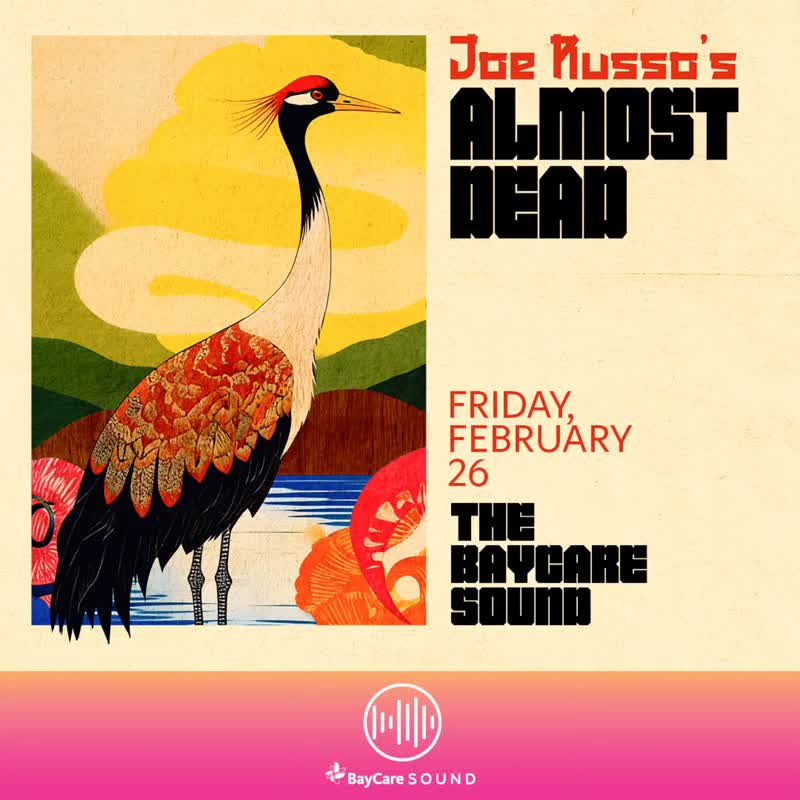 Joe Russo's
ALMOST
DEAD
FRIDAY,
FEBRUARY
26
THE
BAYCARE
SOUND
BayCare SOUND